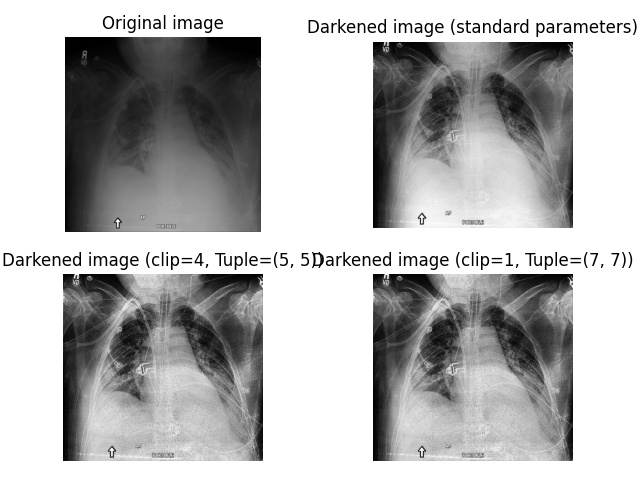 Original image
Darkened image (standard parameters)
Darkened image (clip=4, Tuple=(5, 5))
Darkened image (clip=1, Tuple=(7, 7))